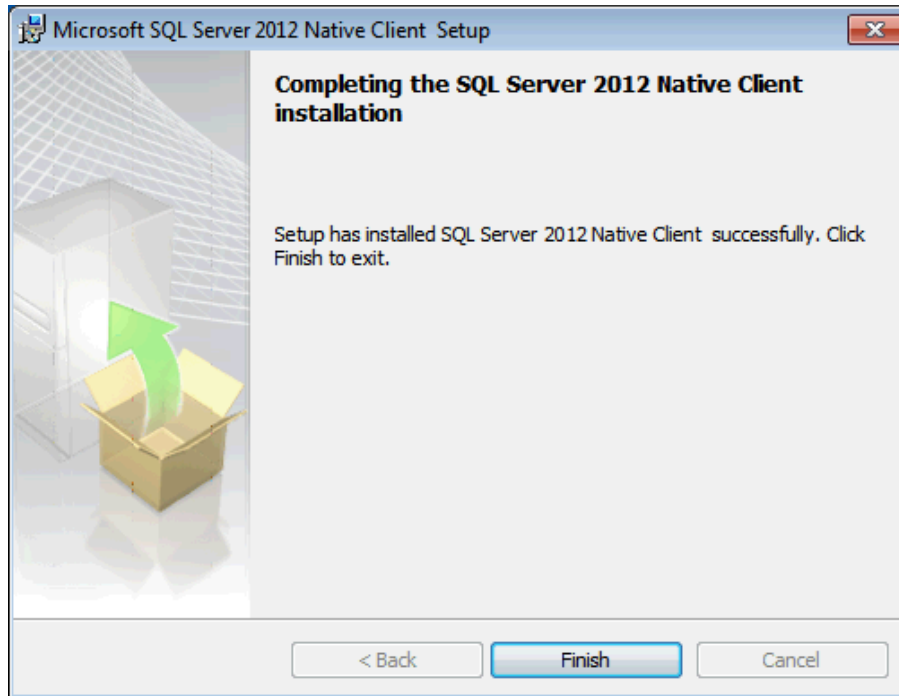 Microsoft SQL Server 2012 Native Client  Setup
Completing the SQL Server 2012 Native Client
installation
Setup has installed SQL Server 2012 Native Client  successfully. Click
Finish to exit.
< Back
Finish
Cancel